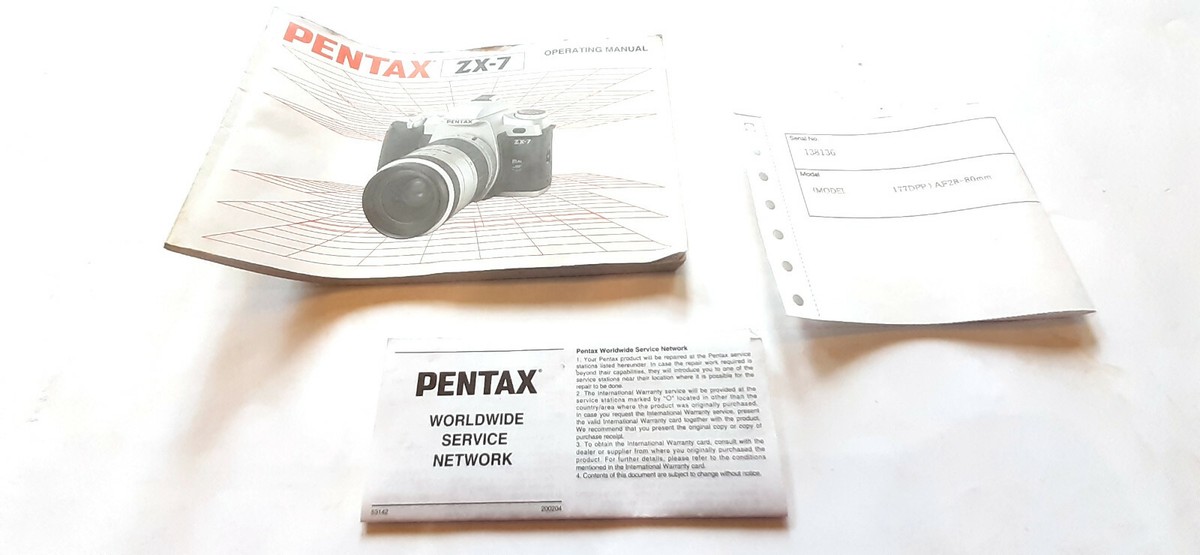 PENTAX ZX-7 OPERATING MANUAL
PENTAX
ZX-7
Serial No
138136
Model
(MODEL 177DPP1AF28-80mm
PENTAX
WORLDWIDE
SERVICE
NETWORK
63142 200204
Pentax Worldwide Service Network
1. Your Pentax product will be repaired at the Pentax service
stations listed hereunder. In case the repair work required is
beyond their capabilities, they will introduce you to one of the
service stations near their location where it is possible for the
repair to be done.
2. The International Warranty service will be provided at the
service stations marked by "O" located in other than the
country/area where the product was originally purchased.
In case you request the International Warranty service, present
the valid International Warranty card together with the product.
We recommend that you present the original copy or copy of
purchase receipt.
3. To obtain the International Warranty card, consult with the
dealer or supplier from where you originally purchased the
product. For further details, please refer to the conditions
mentioned in the International Warranty card.
4. Contents of this document are subject to change without notice.